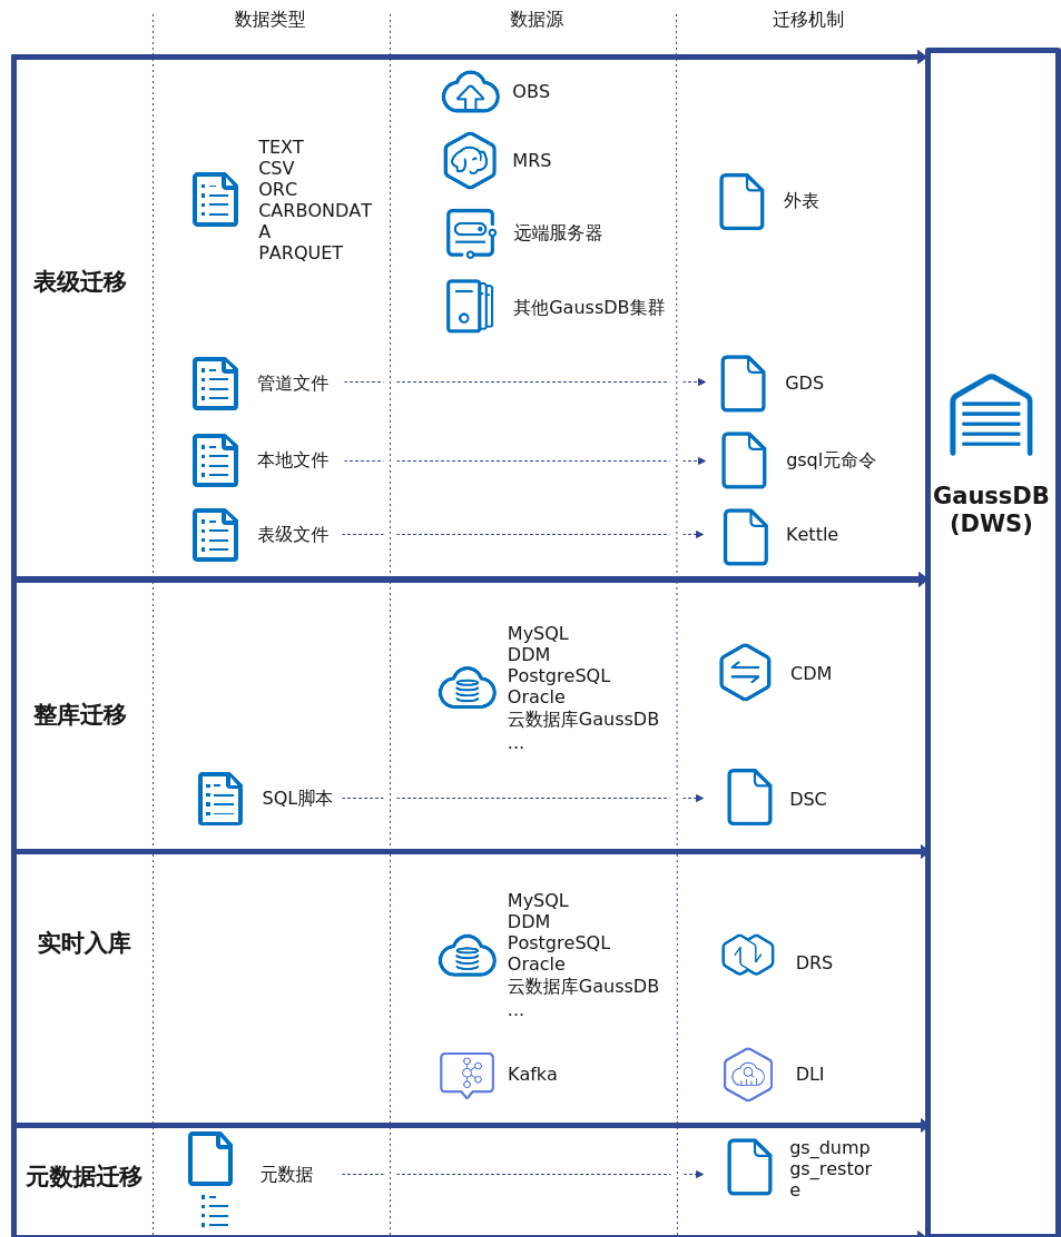 数据类型
数据源
迁移机制
表级迁移
TEXT
CSV
ORC
CARBONDAT
A
PARQUET
OBS
MRS
远端服务器
其他GaussDB集群
外表
管道文件
GDS
本地文件
gsql元命令
表级文件
Kettle
整库迁移
MySQL
DDM
PostgreSQL
Oracle
云数据库GaussDB
...
CDM
SQL脚本
DSC
实时入库
MySQL
DDM
PostgreSQL
Oracle
云数据库GaussDB
...
DRS
Kafka
DLI
元数据迁移
元数据
gs_dump
gs_restor
e
GaussDB
(DWS)